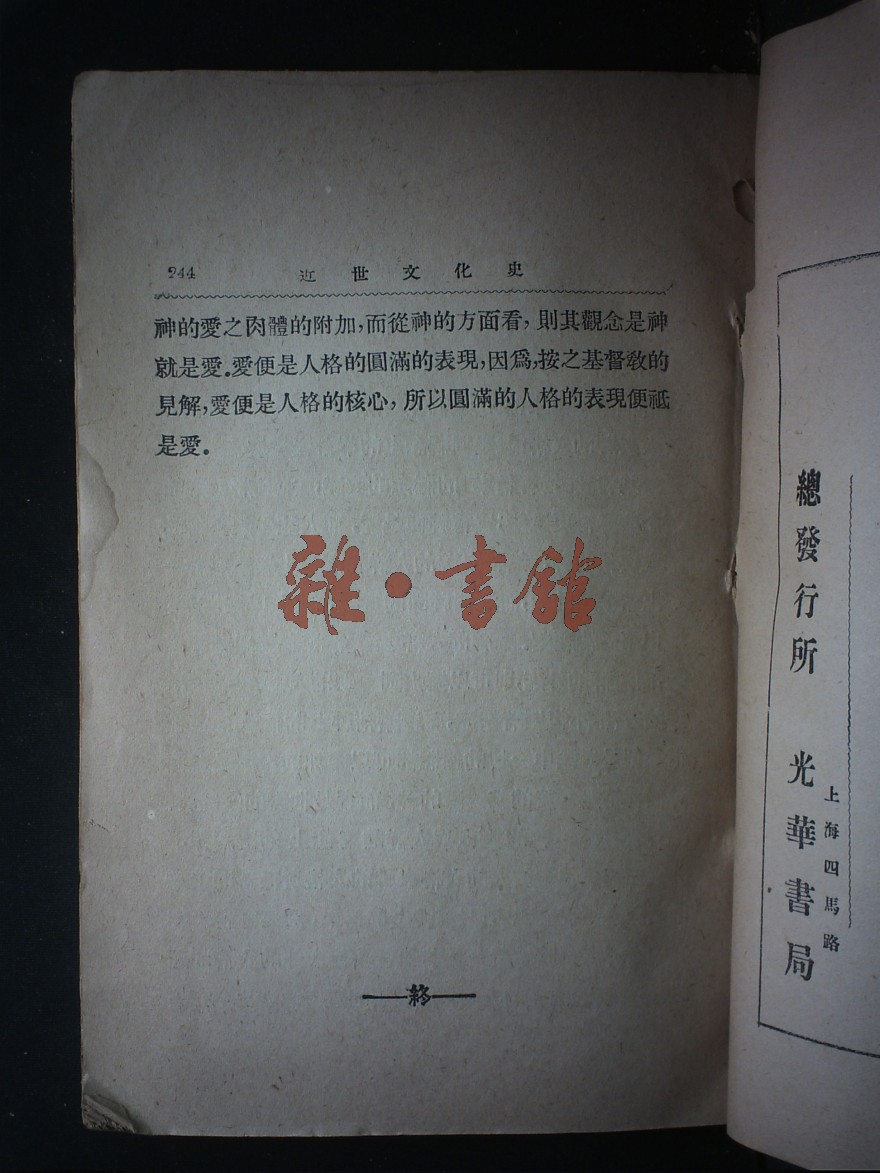 244 近世文化史
神的愛之肉體的附加,而從神的方面看,則其觀念是神
就是愛.愛便是人格的圓滿的表現,因爲,按之基督敎的
見解,愛便是人格的核心,所以圓滿的人格的表現便祗
是愛.
雜·書館
——終——
總發行所 光華書局
上海四馬路